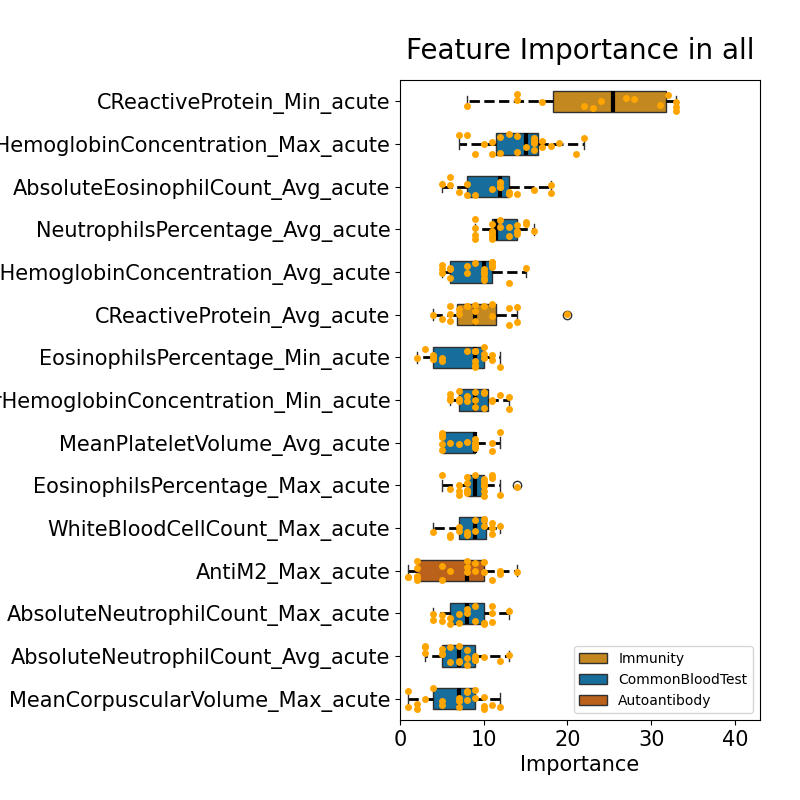 Feature Importance in all
CReactiveProtein_Min_acute
HemoglobinConcentration_Max_acute
AbsoluteEosinophilCount_Avg_acute
NeutrophilsPercentage_Avg_acute
HemoglobinConcentration_Avg_acute
CReactiveProtein_Avg_acute
EosinophilsPercentage_Min_acute
rHemoglobinConcentration_Min_acute
MeanPlateletVolume_Avg_acute
EosinophilsPercentage_Max_acute
WhiteBloodCellCount_Max_acute
AntiM2_Max_acute
AbsoluteNeutrophilCount_Max_acute
AbsoluteNeutrophilCount_Avg_acute
MeanCorpuscularVolume_Max_acute
Immunity
CommonBloodTest
Autoantibody
0 10 20 30 40
Importance